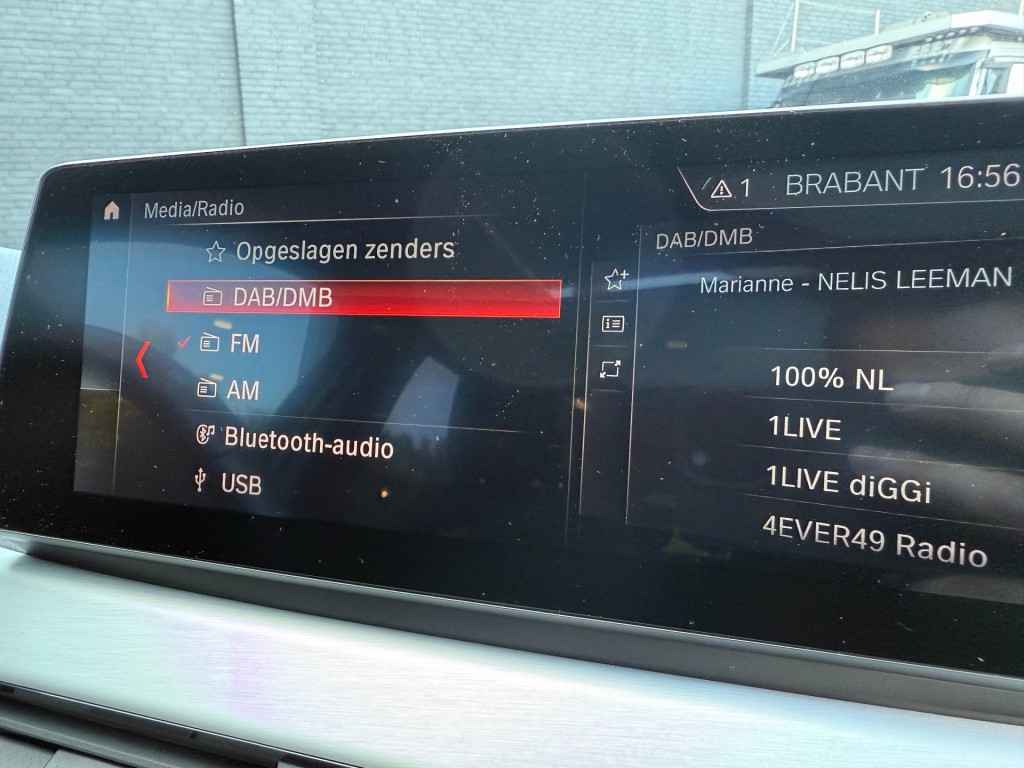 1 BRABANT 16:56
Media/Radio
Opgeslagen zenders
DAB/DMB
FM
AM
Bluetooth-audio
USB
DAB/DMB
Marianne - NELIS LEEMAN
100% NL
1LIVE
1LIVE diGGi
4EVER49 Radio